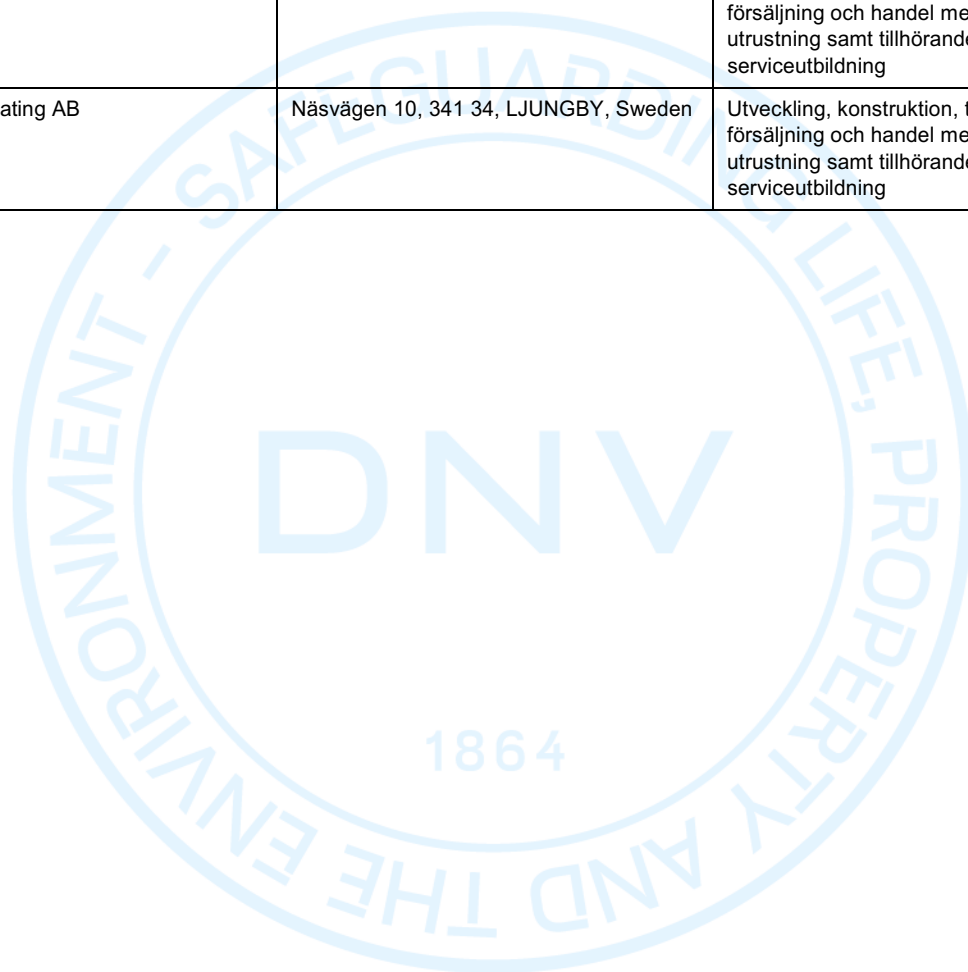 försäljning och handel me
utrustning samt tillhörande
serviceutbildning
ating AB
Näsvägen 10, 341 34, LJUNGBY, Sweden
Utveckling, konstruktion, t
försäljning och handel me
utrustning samt tillhörande
serviceutbildning
SAFEGUARDING LIFE, PROPERTY AND THE ENVIRONMENT -
DNV
1864